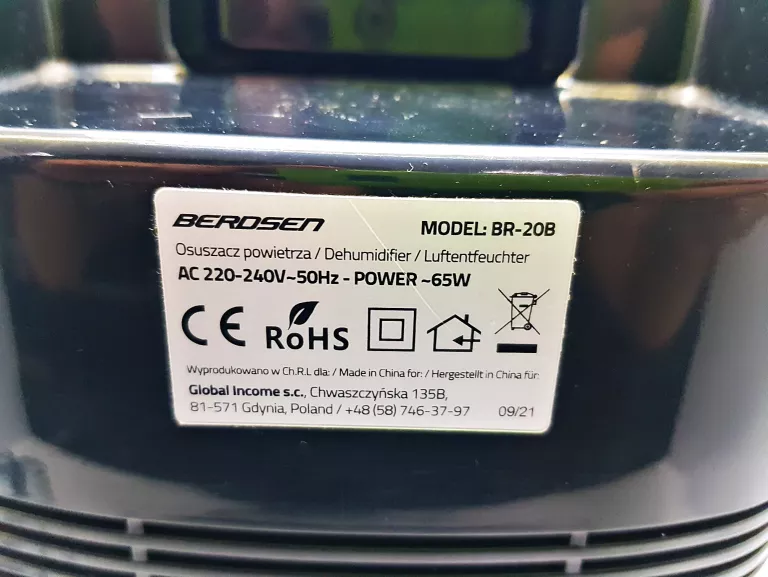 BERDSEN MODEL: BR-20B
Osuszacz powietrza / Dehumidifier / Luftentfeuchter
AC 220-240V~50Hz - POWER ~65W
CE RoHS
Wyprodukowano w Ch.R.L dla: / Made in China for: / Hergestellt in China für:
Global Income s.c., Chwaszczyńska 135B,
81-571 Gdynia, Poland / +48 (58) 746-37-97 09/21